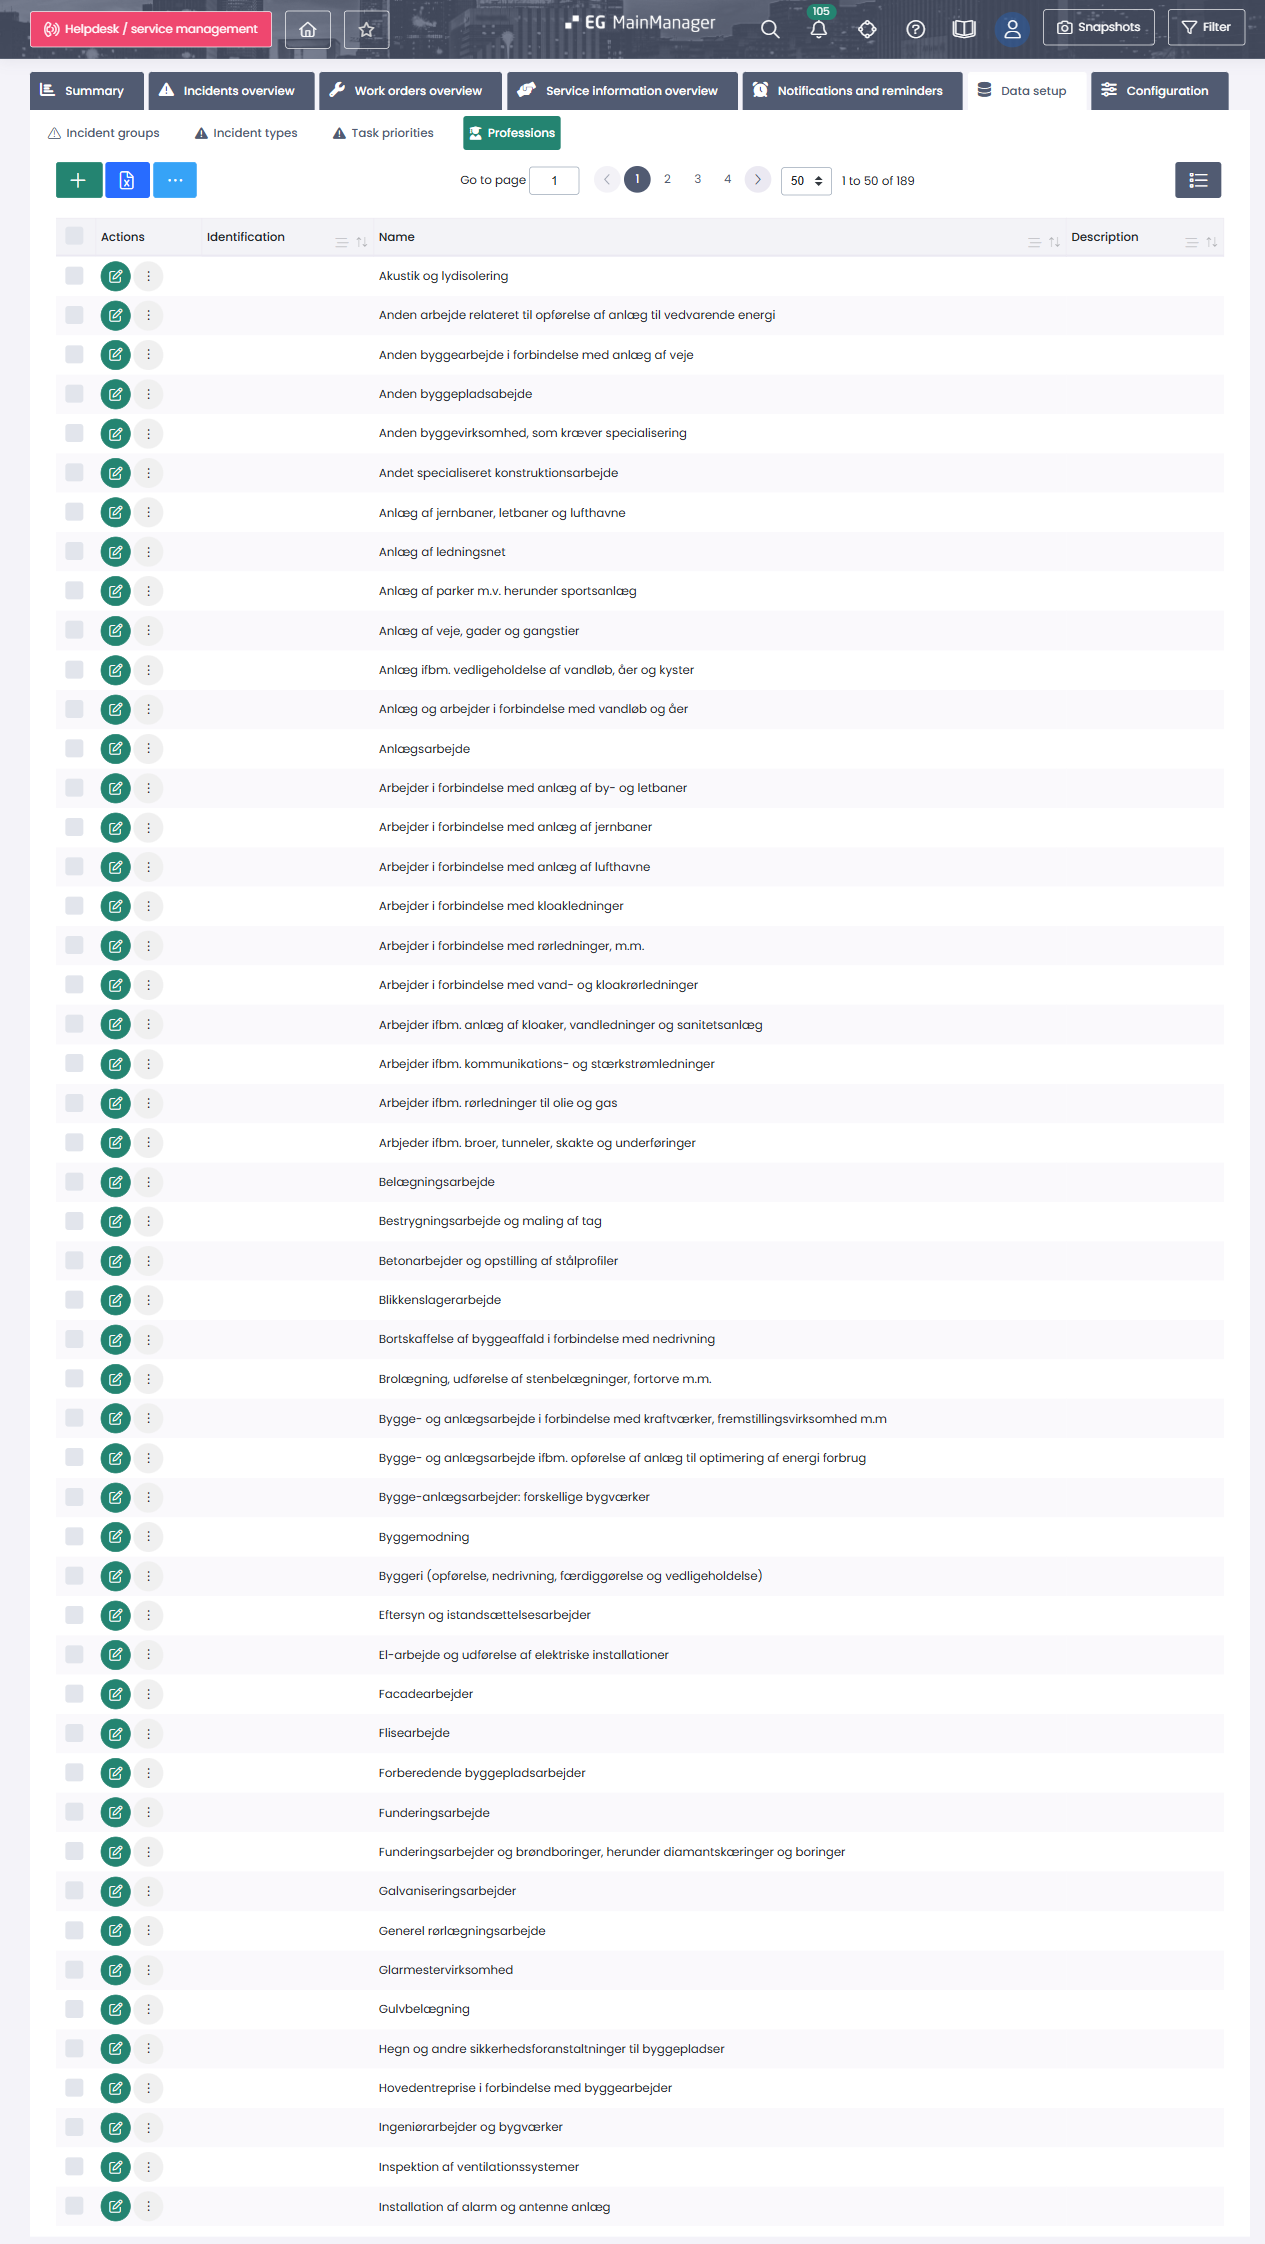 Helpdesk / service management
EG MainManager
105
Snapshots
Filter
Summary
Incidents overview
Work orders overview
Service information overview
Notifications and reminders
Data setup
Configuration
Incident groups
Incident types
Task priorities
Professions
Go to page 1
1 2 3 4
50
1 to 50 of 189
Actions Identification Name Description
Akustik og lydisolering
Anden arbejde relateret til opførelse af anlæg til vedvarende energi
Anden byggearbejde i forbindelse med anlæg af veje
Anden byggepladsabejde
Anden byggevirksomhed, som kræver specialisering
Andet specialiseret konstruktionsarbejde
Anlæg af jernbaner, letbaner og lufthavne
Anlæg af ledningsnet
Anlæg af parker m.v. herunder sportsanlæg
Anlæg af veje, gader og gangstier
Anlæg ifbm. vedligeholdelse af vandløb, åer og kyster
Anlæg og arbejder i forbindelse med vandløb og åer
Anlægsarbejde
Arbejder i forbindelse med anlæg af by- og letbaner
Arbejder i forbindelse med anlæg af jernbaner
Arbejder i forbindelse med anlæg af lufthavne
Arbejder i forbindelse med kloakledninger
Arbejder i forbindelse med rørledninger, m.m.
Arbejder i forbindelse med vand- og kloakrørledninger
Arbejder ifbm. anlæg af kloaker, vandledninger og sanitetsanlæg
Arbejder ifbm. kommunikations- og stærkstrømledninger
Arbejder ifbm. rørledninger til olie og gas
Arbjeder ifbm. broer, tunneler, skakte og underføringer
Belægningsarbejde
Bestrygningsarbejde og maling af tag
Betonarbejder og opstilling af stålprofiler
Blikkenslagerarbejde
Bortskaffelse af byggeaffald i forbindelse med nedrivning
Brolægning, udførelse af stenbelægninger, fortorve m.m.
Bygge- og anlægsarbejde i forbindelse med kraftværker, fremstillingsvirksomhed m.m
Bygge- og anlægsarbejde ifbm. opførelse af anlæg til optimering af energi forbrug
Bygge-anlægsarbejder: forskellige bygværker
Byggemodning
Byggeri (opførelse, nedrivning, færdiggørelse og vedligeholdelse)
Eftersyn og istandsættelsesarbejder
El-arbejde og udførelse af elektriske installationer
Facadearbejder
Flisearbejde
Forberedende byggepladsarbejder
Funderingsarbejde
Funderingsarbejder og brøndboringer, herunder diamantskæringer og boringer
Galvaniseringsarbejder
Generel rørlægningsarbejde
Glarmestervirksomhed
Gulvbelægning
Hegn og andre sikkerhedsforanstaltninger til byggepladser
Hovedentreprise i forbindelse med byggearbejder
Ingeniørarbejder og bygværker
Inspektion af ventilationssystemer
Installation af alarm og antenne anlæg